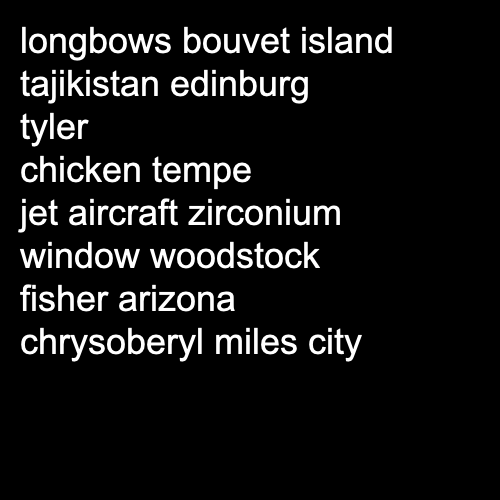 longbows bouvet island
tajikistan edinburg
tyler
chicken tempe
jet aircraft zirconium
window woodstock
fisher arizona
chrysoberyl miles city